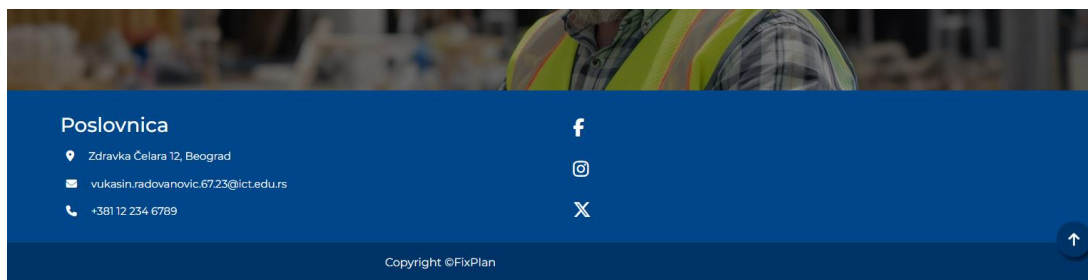 Poslovnica
Zdravka Čelara 12, Beograd
vukasin.radovanovic.67.23@ict.edu.rs
+381 12 234 6789
Copyright ©FixPlan